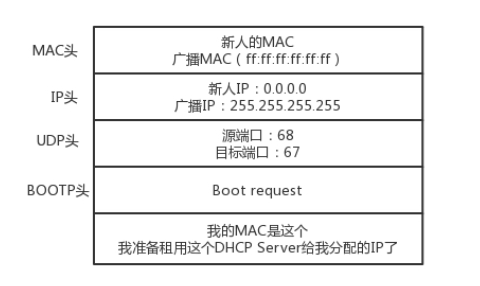 MAC头
新人的MAC
广播MAC（ff:ff:ff:ff:ff:ff）
IP头
新人IP：0.0.0.0
广播IP：255.255.255.255
UDP头
源端口：68
目标端口：67
BOOTP头
Boot request
我的MAC是这个
我准备租用这个DHCP Server给我分配的IP了